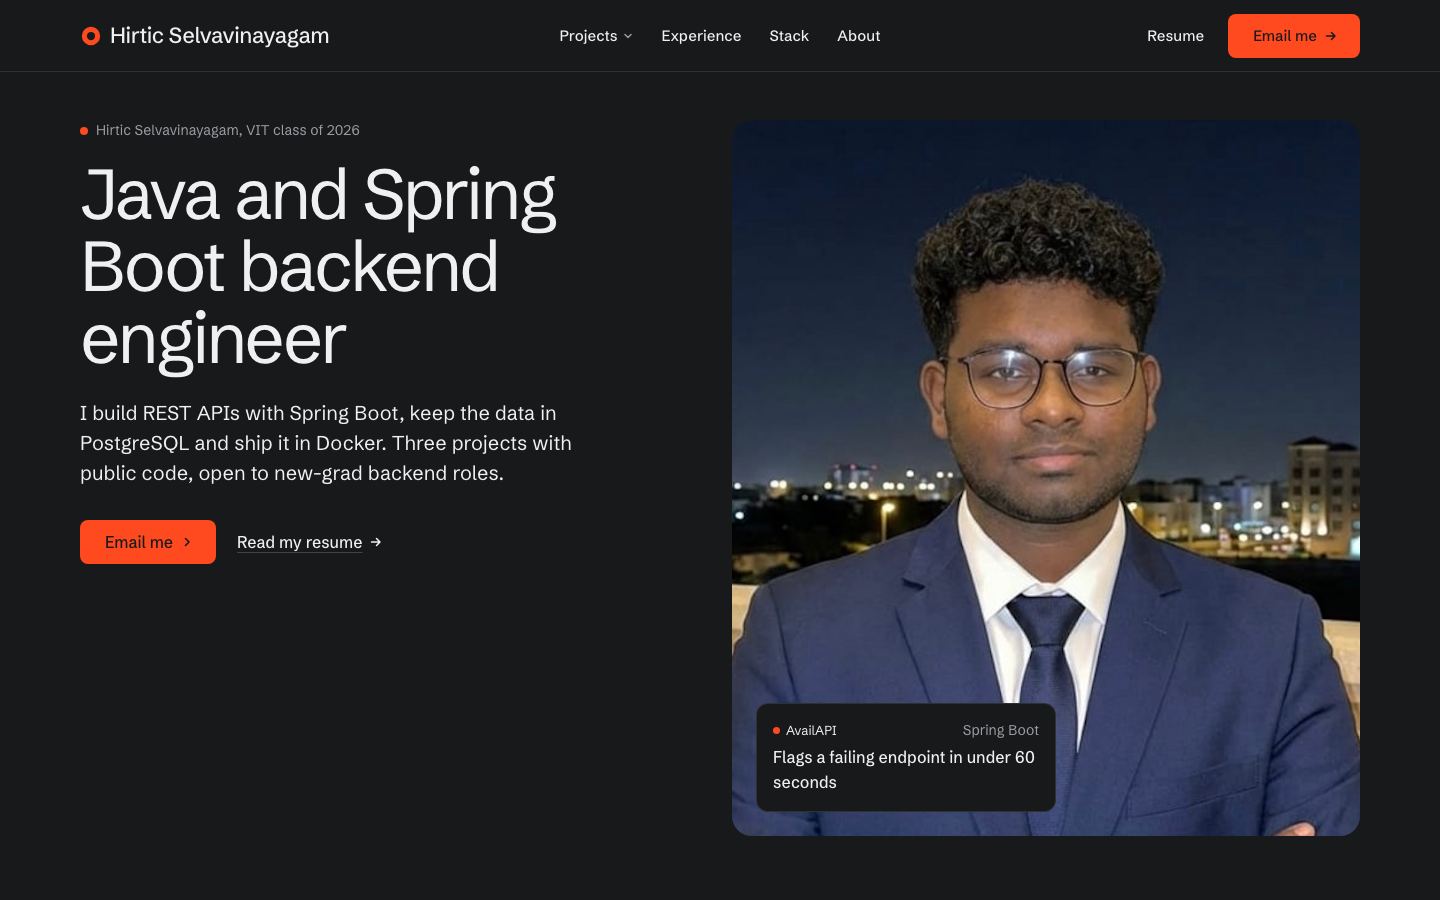 Hirtic Selvavinayagam
Projects
Experience
Stack
About
Resume
Email me
Hirtic Selvavinayagam, VIT class of 2026
Java and Spring
Boot backend
engineer
I build REST APIs with Spring Boot, keep the data in
PostgreSQL and ship it in Docker. Three projects with
public code, open to new-grad backend roles.
Email me
Read my resume
AvailAPI
Spring Boot
Flags a failing endpoint in under 60
seconds